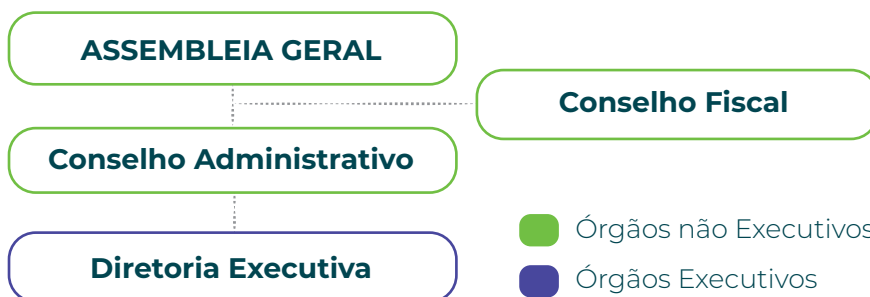 ASSEMBLEIA GERAL
Conselho Fiscal
Conselho Administrativo
Diretoria Executiva
Órgãos não Executivos
Órgãos Executivos